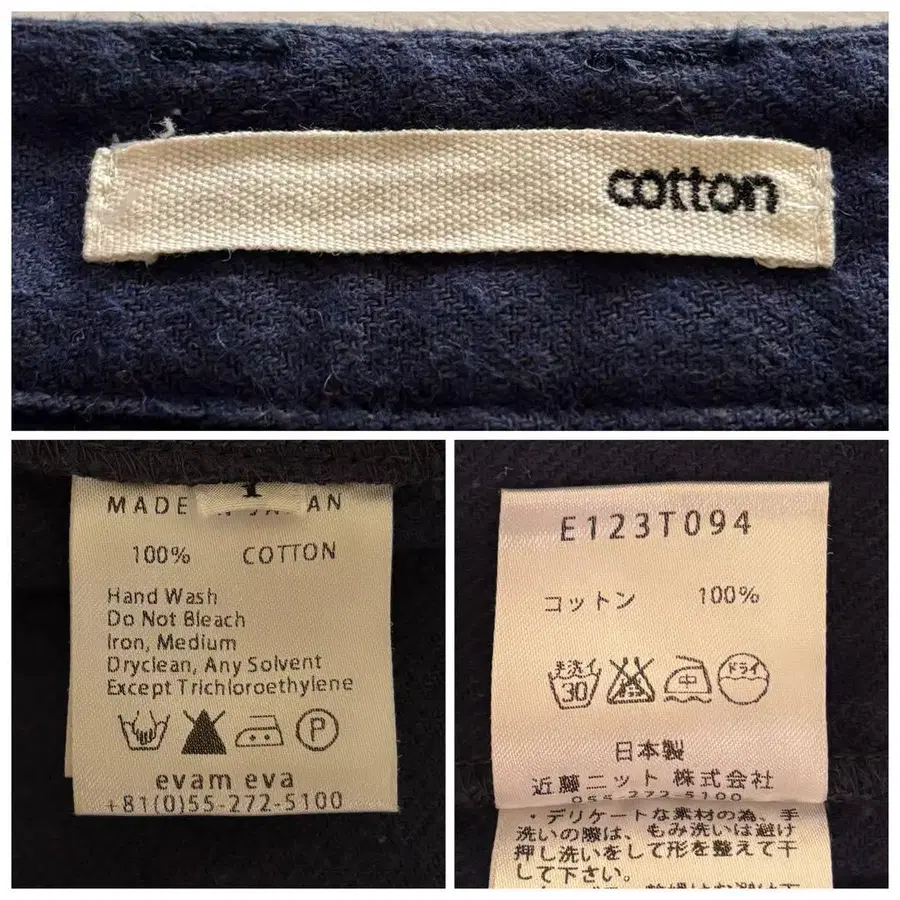 cotton
MADE IN JAPAN
100% COTTON
Hand Wash
Do Not Bleach
Iron, Medium
Dryclean, Any Solvent
Except Trichloroethylene
P
evam eva
+81(0)55-272-5100
E123T094
コットン 100%
手洗イ 30 中 ドライ
日本製
近藤ニット 株式会社
055-272-5100
・デリケートな素材の為、手
洗いの際は、もみ洗いは避け
押し洗いをして形を整えて干
して下さい。